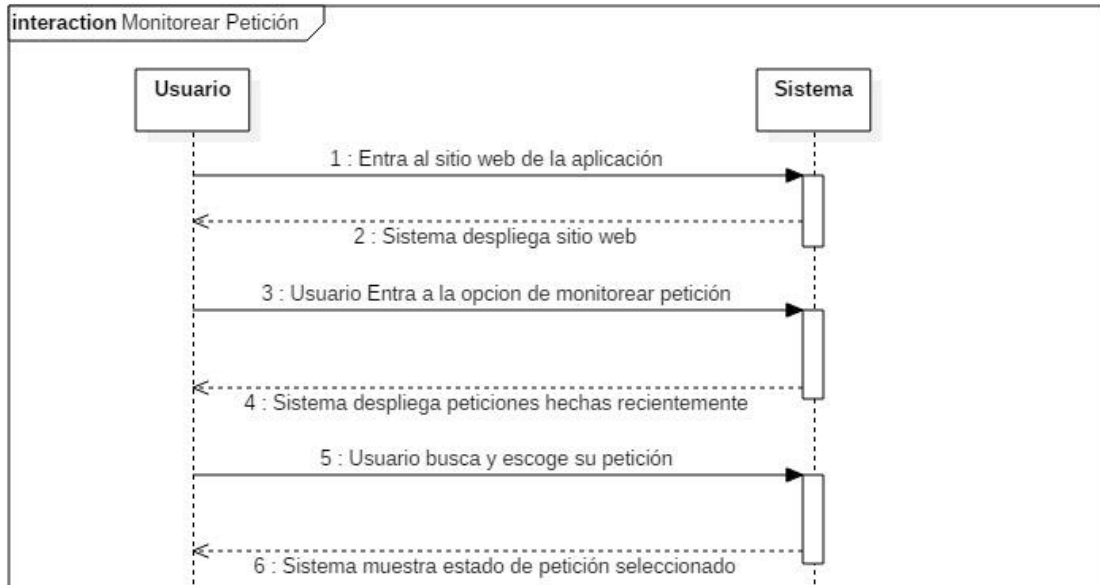 interaction Monitorear Petición
Usuario
Sistema
1 : Entra al sitio web de la aplicación
2 : Sistema despliega sitio web
3 : Usuario Entra a la opcion de monitorear petición
4 : Sistema despliega peticiones hechas recientemente
5 : Usuario busca y escoge su petición
6 : Sistema muestra estado de petición seleccionado